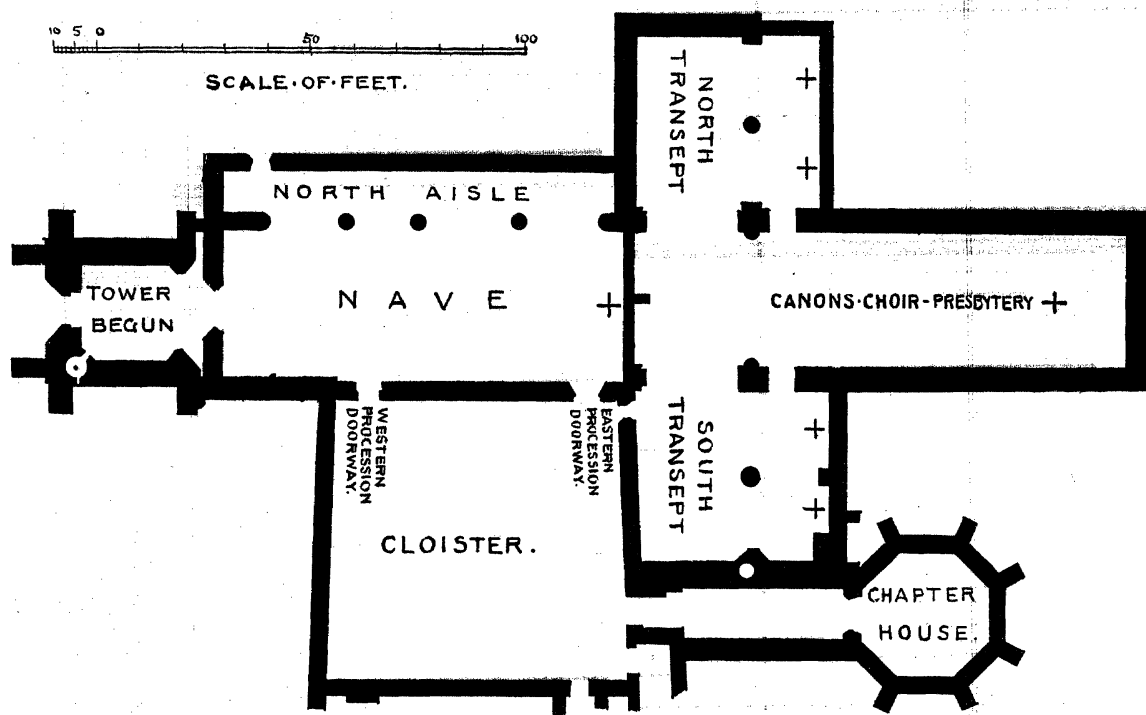 10 5 0 50 100
SCALE·OF·FEET.
NORTH
TRANSEPT
NORTH AISLE
TOWER
BEGUN
NAVE
CANONS·CHOIR-PRESBYTERY
WESTERN
PROCESSION
DOORWAY.
EASTERN
PROCESSION
DOORWAY.
SOUTH
TRANSEPT
CLOISTER.
CHAPTER
HOUSE.